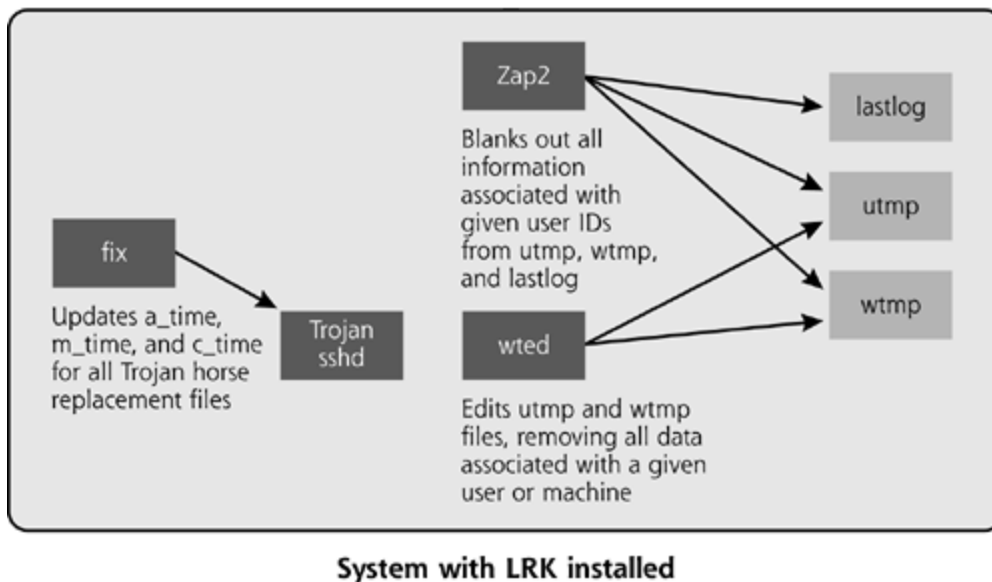 Zap2
lastlog
Blanks out all
information
associated with
given user IDs
from utmp, wtmp,
and lastlog
utmp
wtmp
fix
Updates a_time,
m_time, and c_time
for all Trojan horse
replacement files
Trojan
sshd
wted
Edits utmp and wtmp
files, removing all data
associated with a given
user or machine
System with LRK installed